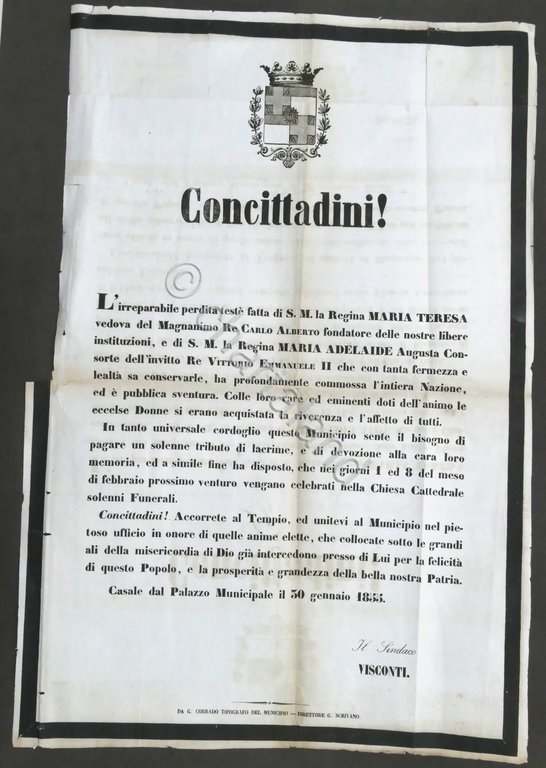 Concittadini!
L'irreparabile perdita testè fatta di S. M. la Regina MARIA TERESA
vedova del Magnanimo Re CARLO ALBERTO fondatore delle nostre libere
instituzioni, e di S. M. la Regina MARIA ADELAIDE Augusta Con-
sorte dell'invitto Re VITTORIO EMMANUELE II che con tanta fermezza e
lealtà sa conservarle, ha profondamente commossa l'intiera Nazione,
ed è pubblica sventura. Colle loro rare ed eminenti doti dell'animo le
eccelse Donne si erano acquistata la riverenza e l'affetto di tutti.
In tanto universale cordoglio questo Municipio sente il bisogno di
pagare un solenne tributo di lacrime, e di devozione alla cara loro
memoria, ed a simile fine ha disposto, che nei giorni 1 ed 8 del mese
di febbraio prossimo venturo vengano celebrati nella Chiesa Cattedrale
solenni Funerali.
Concittadini! Accorrete al Tempio, ed unitevi al Municipio nel pie-
toso ufficio in onore di quelle anime elette, che collocate sotto le grandi
ali della misericordia di Dio già intercedono presso di Lui per la felicità
di questo Popolo, e la prosperità e grandezza della bella nostra Patria.
Casale dal Palazzo Municipale il 30 gennaio 1855.
Il Sindaco
VISCONTI.
DA G. CORRADO TIPOGRAFO DEL MUNICIPIO — DIRETTORE G. SCRIVANO.